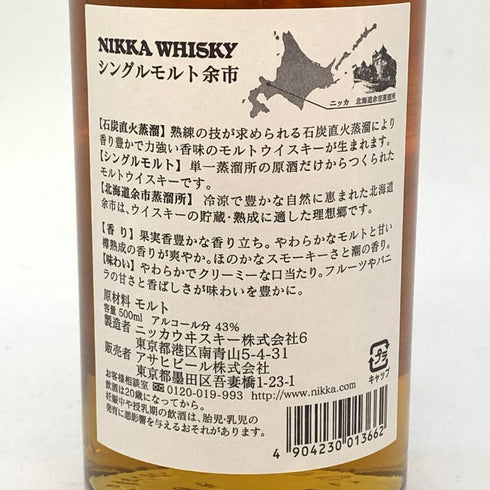 NIKKA WHISKY
シングルモルト余市
ニッカ 北海道余市蒸溜所
【石炭直火蒸溜】熟練の技が求められる石炭直火蒸溜により
香り豊かで力強い香味のモルトウイスキーが生まれます。
【シングルモルト】単一蒸溜所の原酒だけからつくられた
モルトウイスキーです。
【北海道余市蒸溜所】 冷涼で豊かな自然に恵まれた北海道
余市は、ウイスキーの貯蔵・熟成に適した理想郷です。
【香 り】果実香豊かな香り立ち。やわらかなモルトと甘い
樽熟成の香りが爽やか。ほのかなスモーキーさと潮の香り。
【味わい】やわらかでクリーミーな口当たり。フルーツやバニ
ラの甘さと香ばしさが味わいを豊かに。
原材料 モルト
容量 500ml アルコール分 43%
製造者 ニッカウヰスキー株式会社6
東京都港区南青山5-4-31
販売者 アサヒビール株式会社
東京都墨田区吾妻橋1-23-1
お客様相談室 0120-019-993 http://www.nikka.com
飲酒は20歳になってから。
妊娠中や授乳期の飲酒は、胎児・乳児の
発育に悪影響を与えるおそれがあります。
プラ
キャップ
4 904230 013662